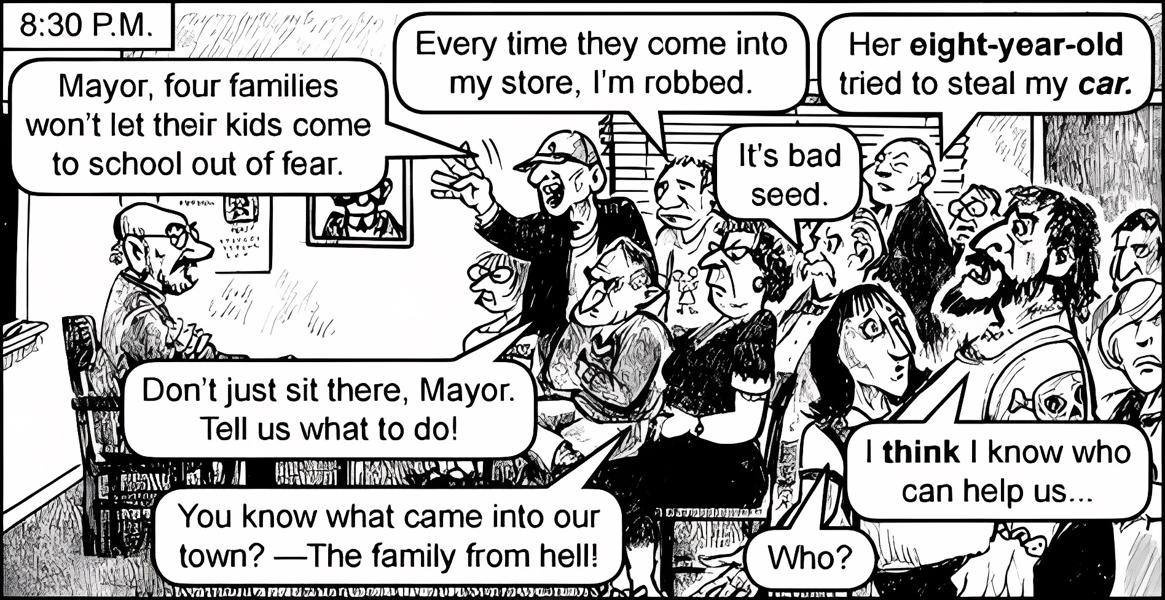 8:30 P.M.
Mayor, four families
won't let their kids come
to school out of fear.
Every time they come into
my store, I'm robbed.
Her eight-year-old
tried to steal my car.
It's bad
seed.
Don't just sit there, Mayor.
Tell us what to do!
You know what came into our
town? —The family from hell!
I think I know who
can help us...
Who?